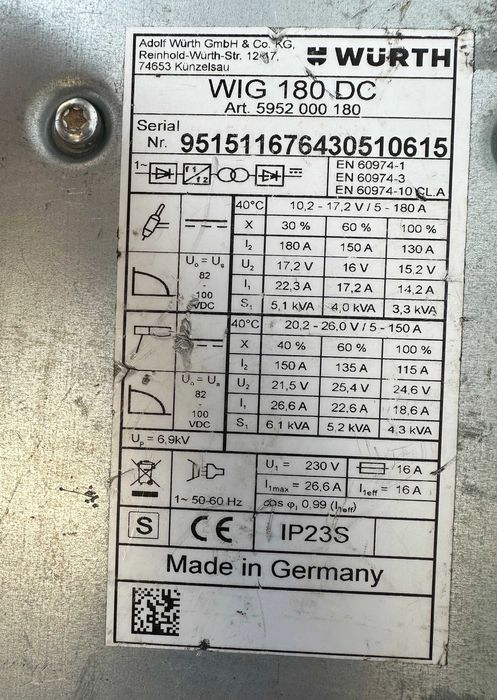 Adolf Würth GmbH & Co. KG,
Reinhold-Würth-Str. 12-17,
74653 Künzelsau
WÜRTH
WIG 180 DC
Art. 5952 000 180
Serial
Nr. 951511676430510615
1~ f1 f2
EN 60974-1
EN 60974-3
EN 60974-10 CL.A
40°C 10,2 - 17,2 V / 5 - 180 A
X 30 % 60 % 100 %
I2 180 A 150 A 130 A
U0 = US 82 - 100 VDC
U2 17,2 V 16 V 15,2 V
I1 22,3 A 17,2 A 14,2 A
S1 5,1 kVA 4,0 kVA 3,3 kVA
40°C 20,2 - 26,0 V / 5 - 150 A
X 40 % 60 % 100 %
I2 150 A 135 A 115 A
U0 = US 82 - 100 VDC
U2 21,5 V 25,4 V 24,6 V
I1 26,6 A 22,6 A 18,6 A
S1 6,1 kVA 5,2 kVA 4,3 kVA
UP = 6,9kV
1~ 50-60 Hz
U1 = 230 V 16 A
I1max = 26,6 A I1eff = 16 A
cos φ1 0,99 (I1eff)
S CE IP23S
Made in Germany